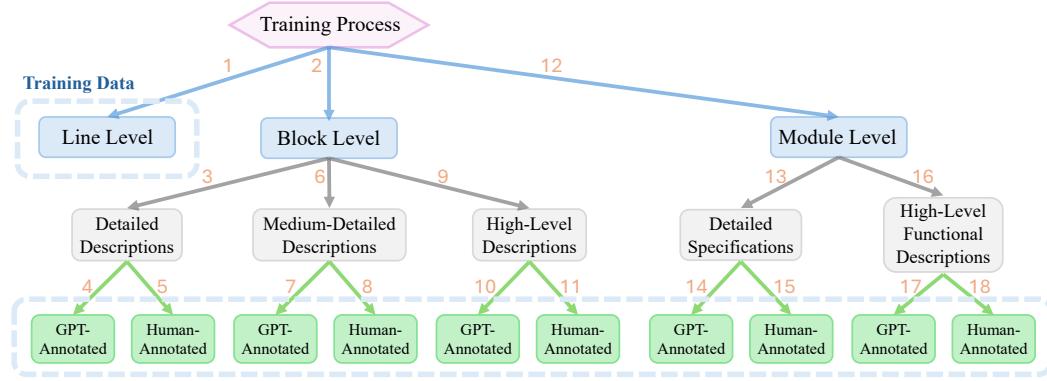 Training Process
1
2
12
Training Data
Line Level
Block Level
Module Level
3
6
9
13
16
Detailed
Descriptions
Medium-Detailed
Descriptions
High-Level
Descriptions
Detailed
Specifications
High-Level
Functional
Descriptions
4
5
7
8
10
11
14
15
17
18
GPT-
Annotated
Human-
Annotated
GPT-
Annotated
Human-
Annotated
GPT-
Annotated
Human-
Annotated
GPT-
Annotated
Human-
Annotated
GPT-
Annotated
Human-
Annotated